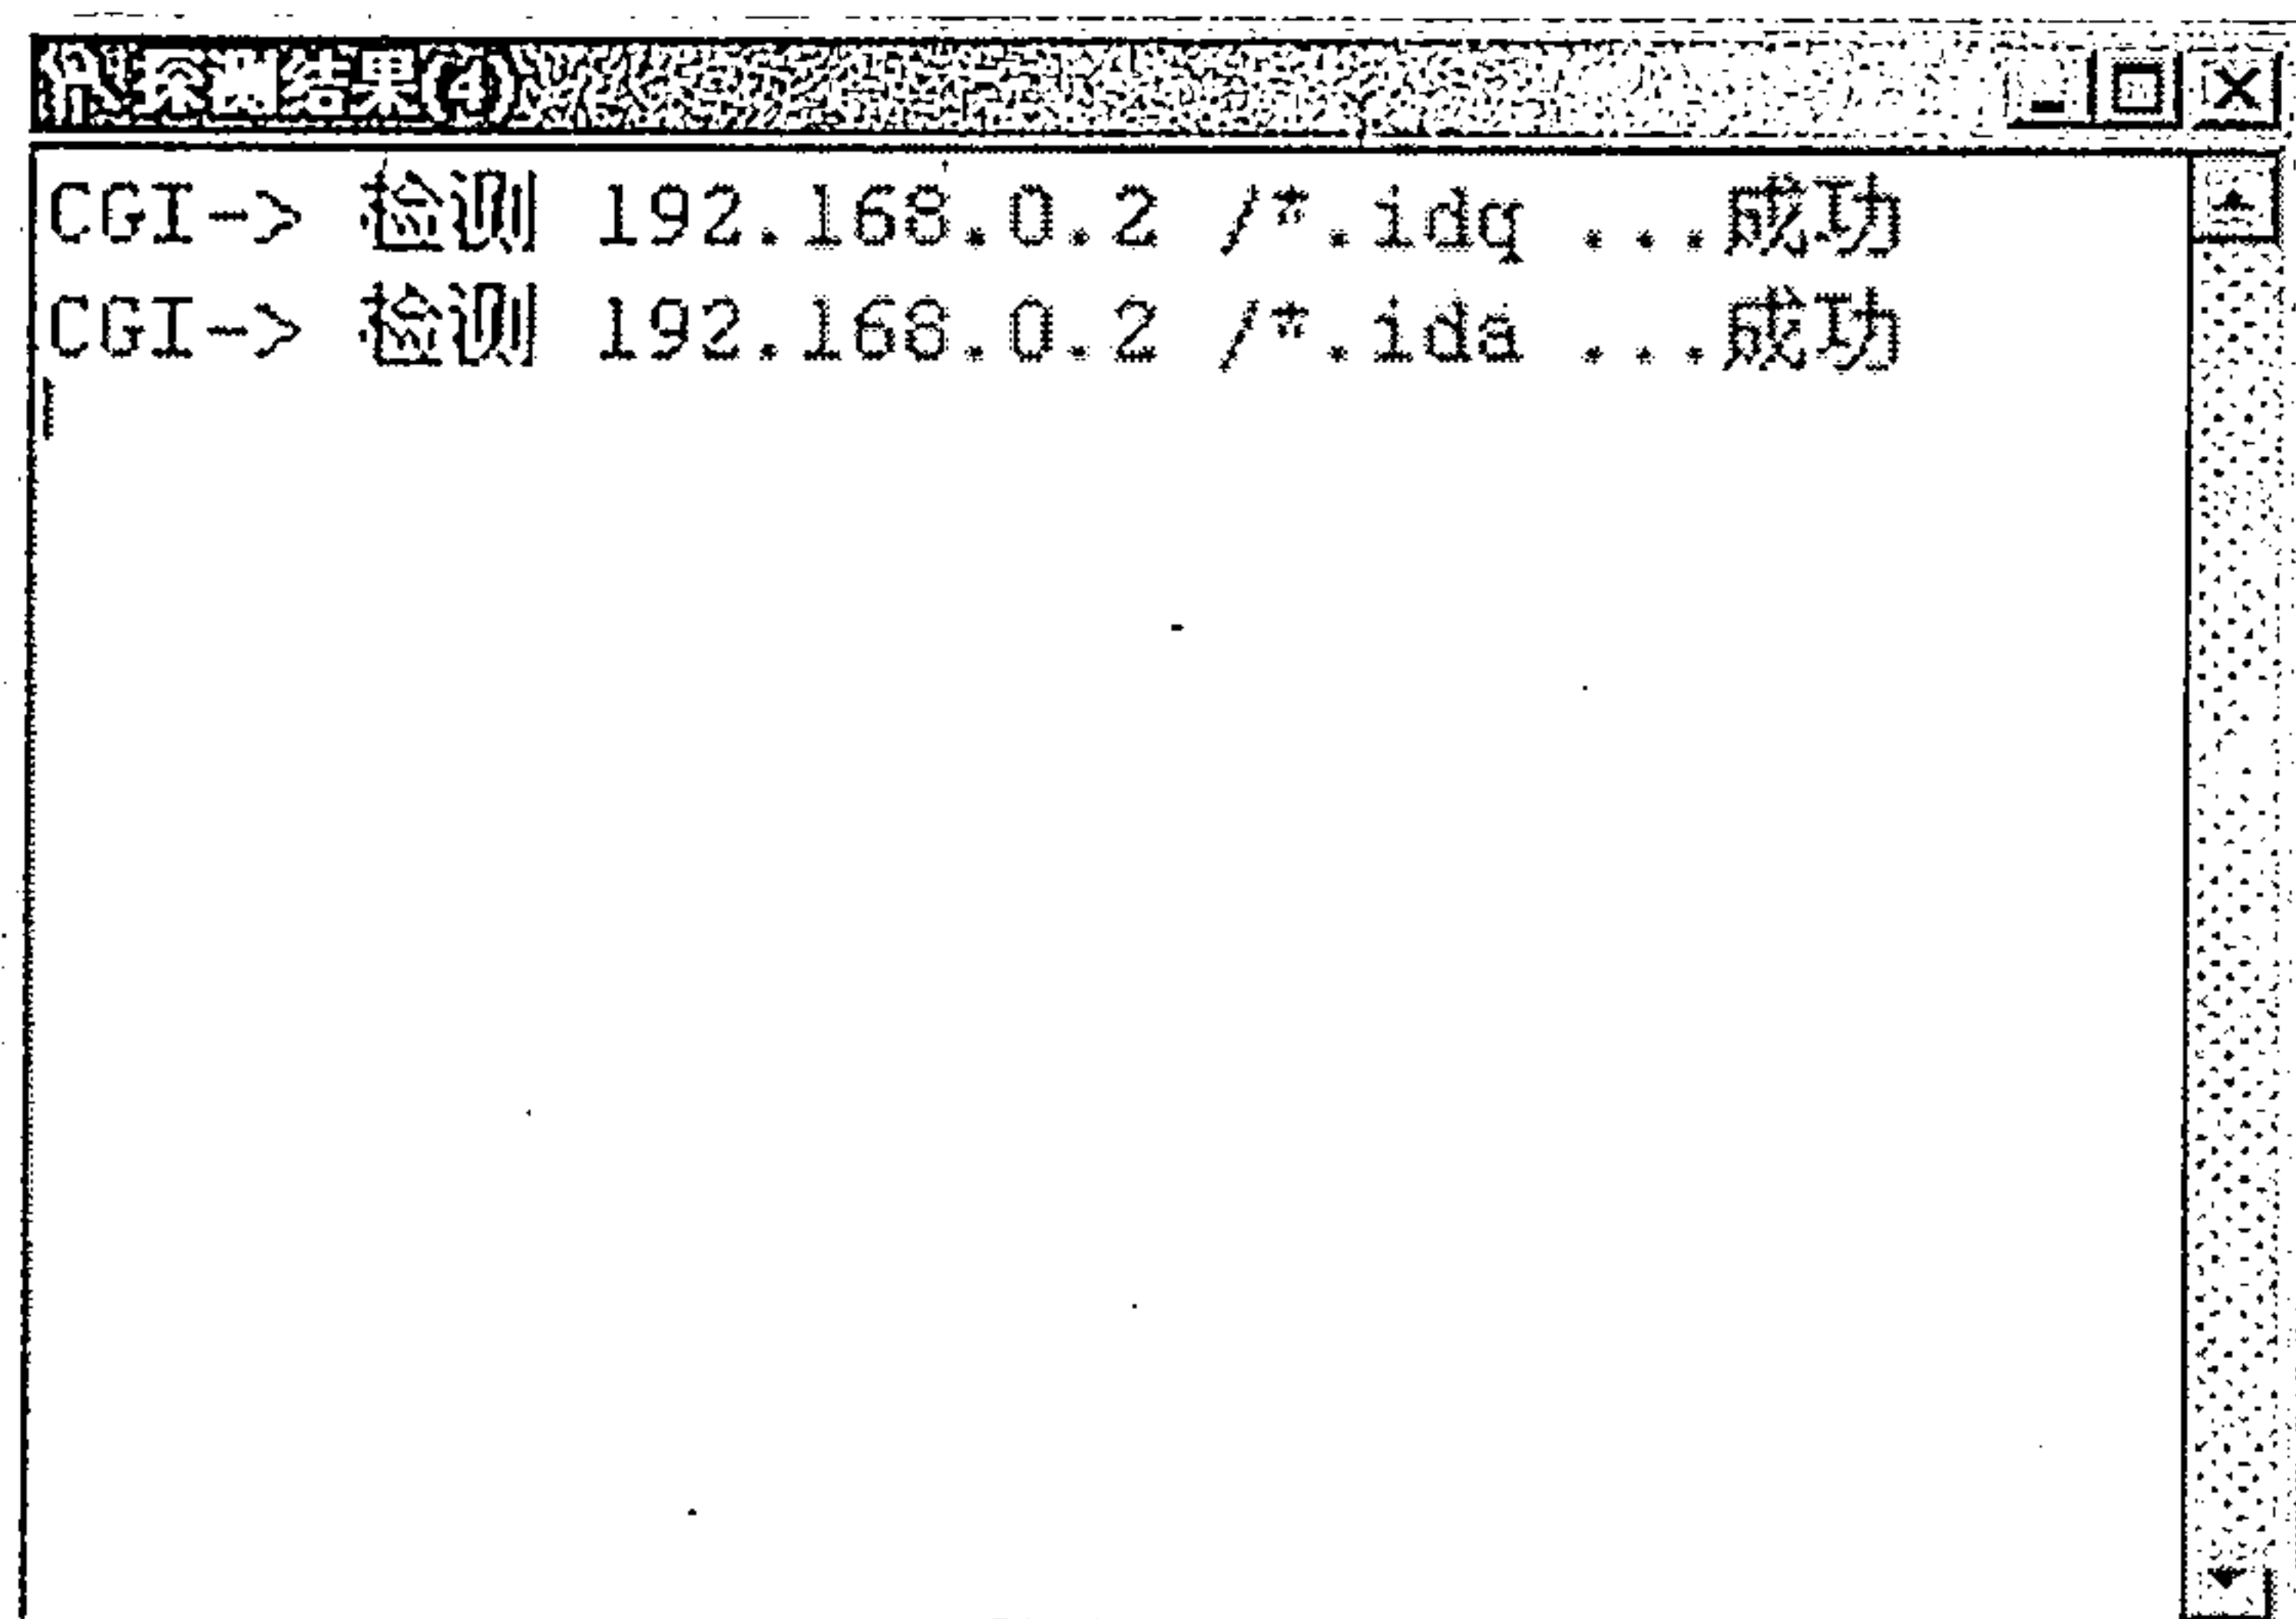 探测结果(4)
CGI-> 检测 192.168.0.2 /*.idq ...成功
CGI-> 检测 192.168.0.2 /*.ida ...成功